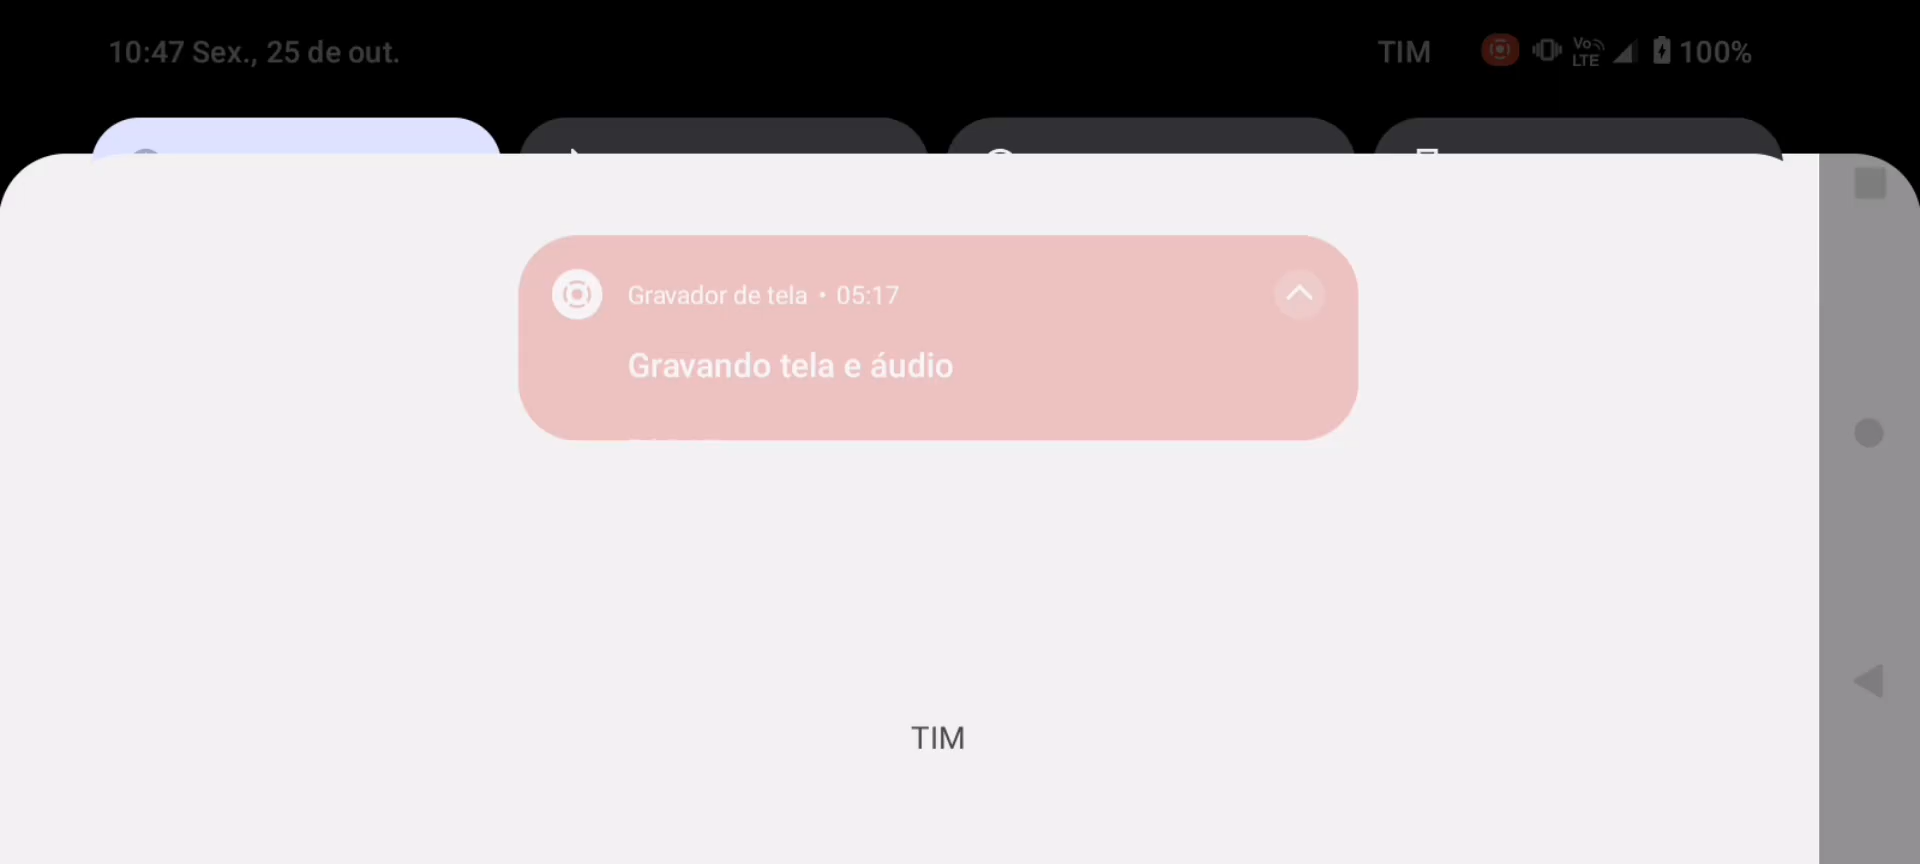 10:47 Sex., 25 de out.
TIM
Vo LTE
100%
Gravador de tela • 05:17
Gravando tela e áudio
TIM